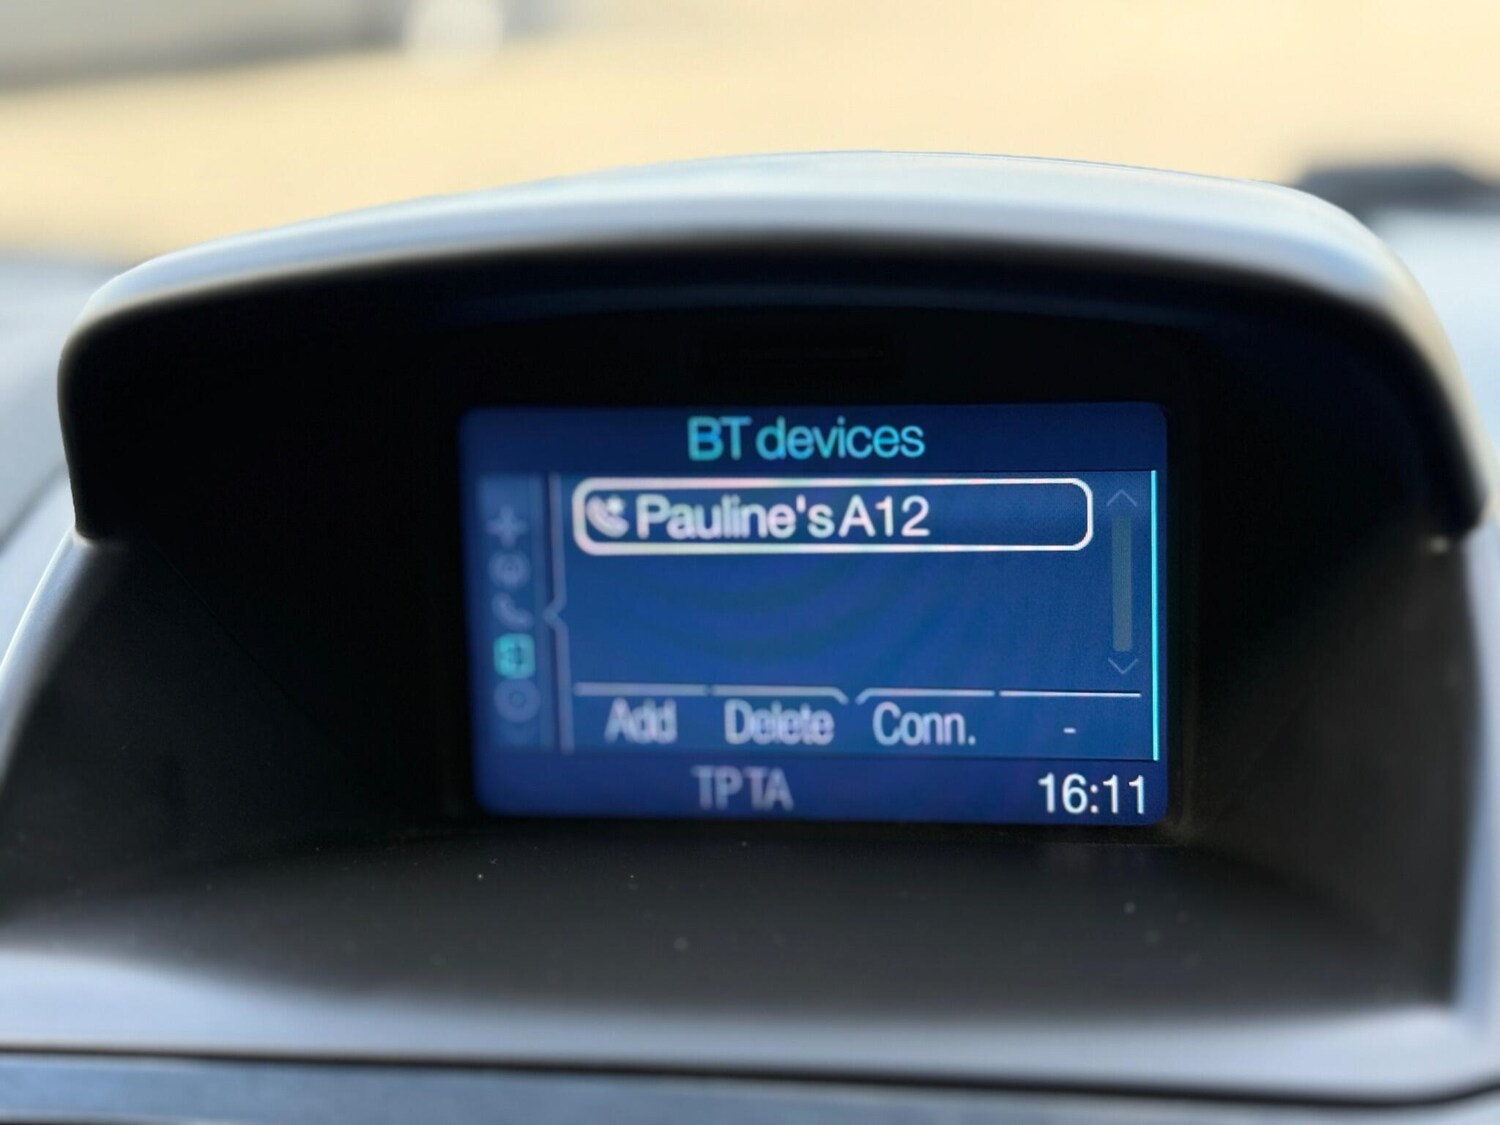 BT devices
Pauline's A12
Add Delete Conn. -
TP TA 16:11